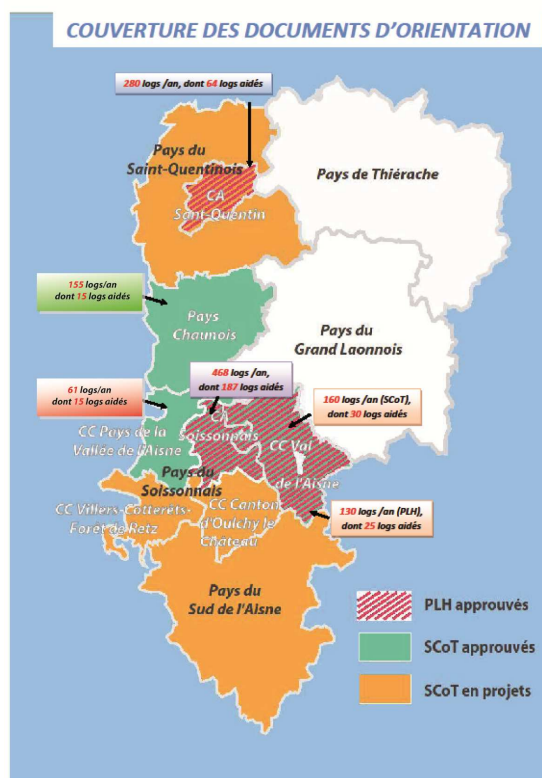 COUVERTURE DES DOCUMENTS D'ORIENTATION
280 logs /an, dont 64 logs aidés
Pays du
Saint-Quentinois
CA
Sant-Quentin
Pays de Thiérache
155 logs/an
dont 15 logs aidés
Pays
Chaunois
Pays du
Grand Laonnois
468 logs /an,
dont 187 logs aidés
61 logs/an
dont 15 logs aidés
160 logs /an (SCoT),
dont 30 logs aidés
CC Pays de la
Vallée de l'Aisne
Soissonnais
CC Val
de l'Aisne
Pays du
Soissonnais
CC Villers-Cotterêts-
Forêt de Retz
CC Canton
d'Oulchy le
Chateau
130 logs /an (PLH),
dont 25 logs aidés
Pays du
Sud de l'Aisne
PLH approuvés
SCoT approuvés
SCoT en projets